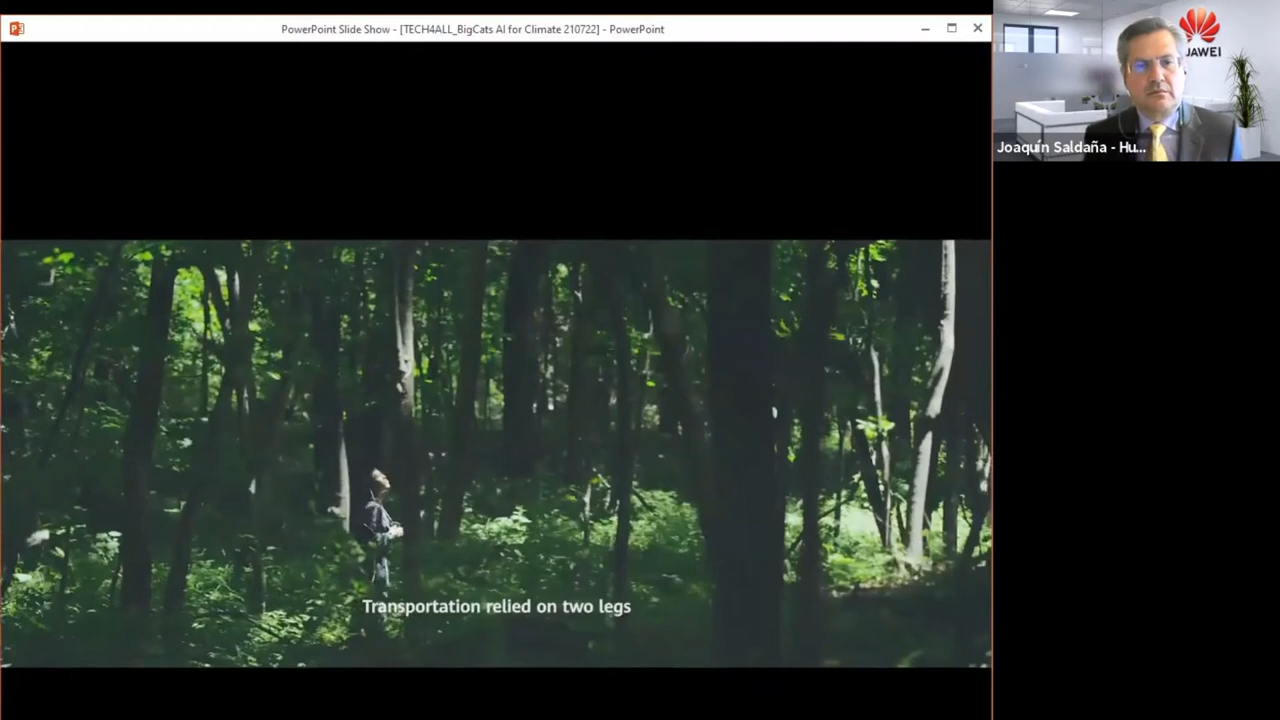 PowerPoint Slide Show - [TECH4ALL_BigCats AI for Climate 210722] - PowerPoint
JAWEI
Joaquín Saldaña - Hu...
Transportation relied on two legs